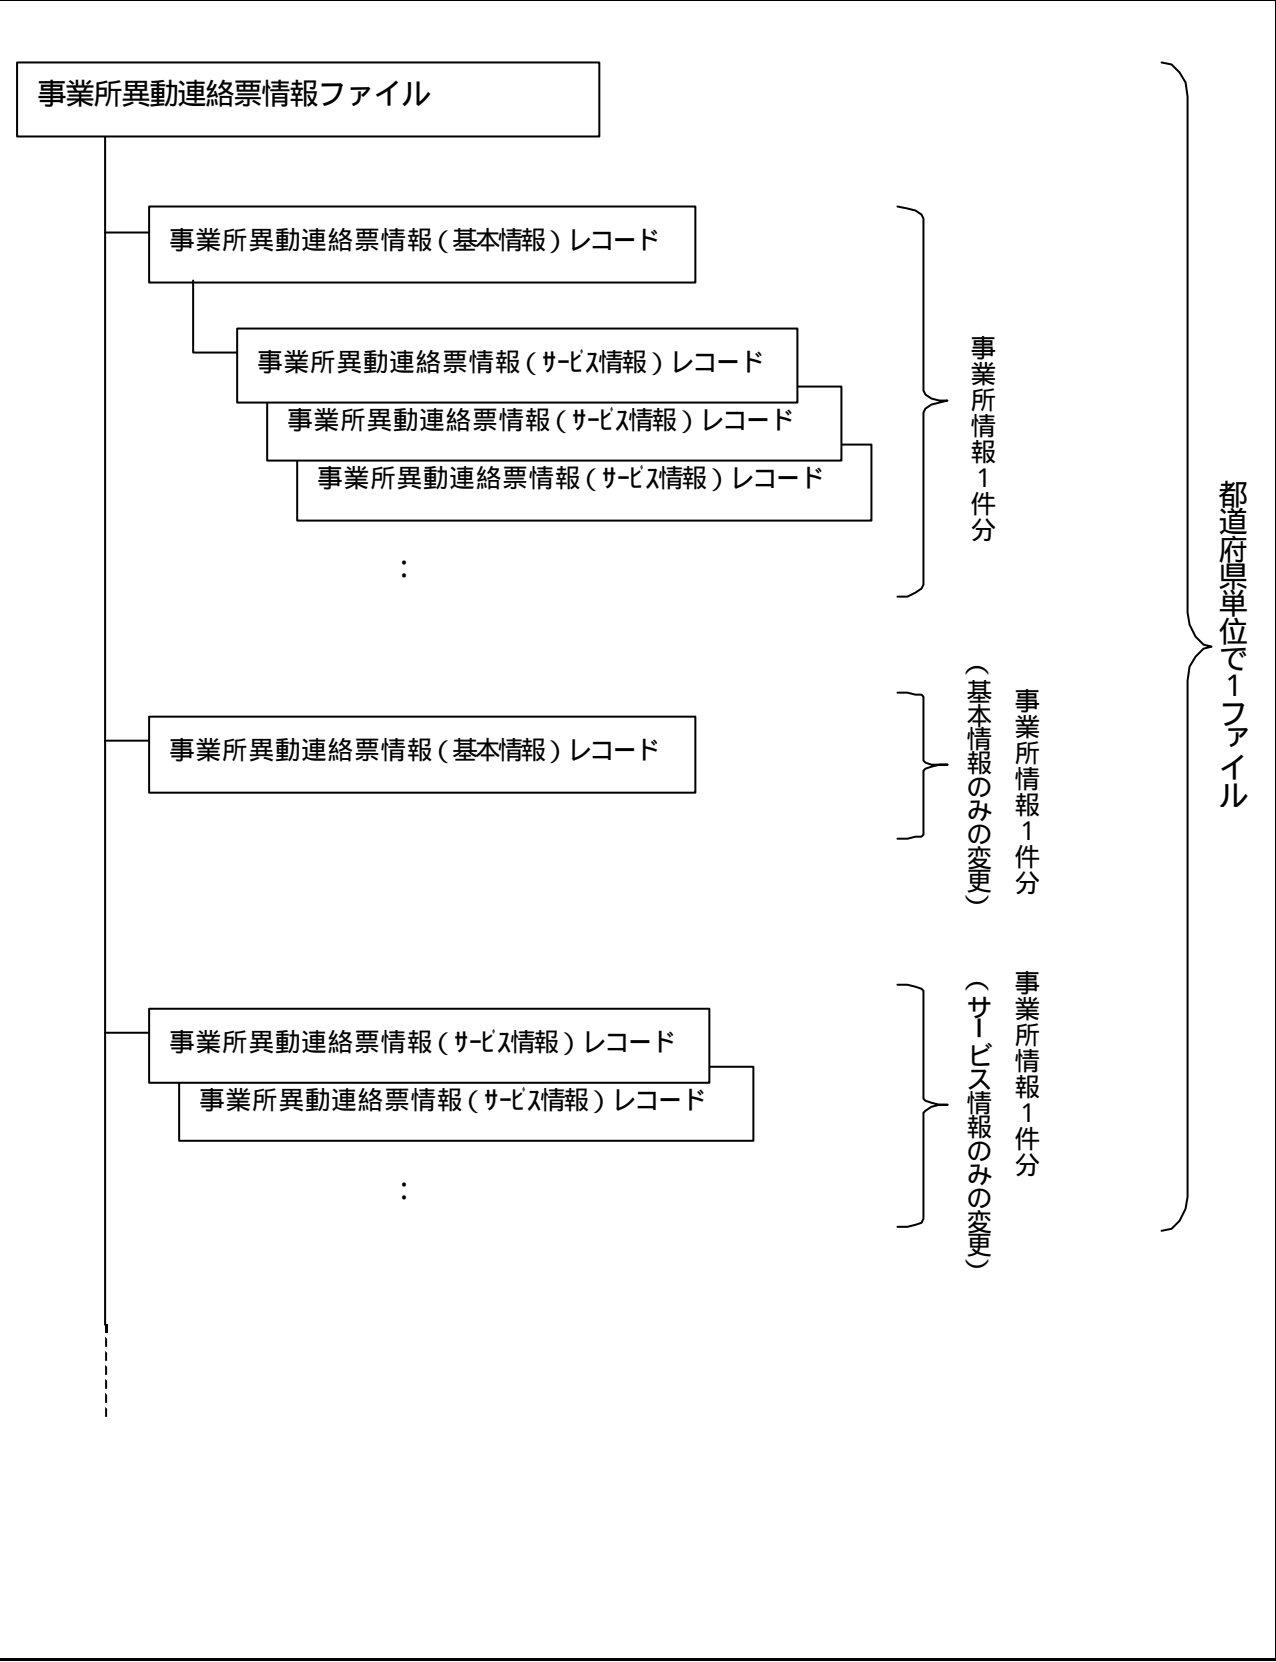 事業所異動連絡票情報ファイル
事業所異動連絡票情報(基本情報)レコード
事業所異動連絡票情報(ｻｰﾋﾞｽ情報)レコード
事業所異動連絡票情報(ｻｰﾋﾞｽ情報)レコード
事業所異動連絡票情報(ｻｰﾋﾞｽ情報)レコード
:
事業所情報1件分
事業所異動連絡票情報(基本情報)レコード
事業所情報1件分
(基本情報のみの変更)
事業所異動連絡票情報(ｻｰﾋﾞｽ情報)レコード
事業所異動連絡票情報(ｻｰﾋﾞｽ情報)レコード
:
事業所情報1件分
(サービス情報のみの変更)
都道府県単位で1ファイル